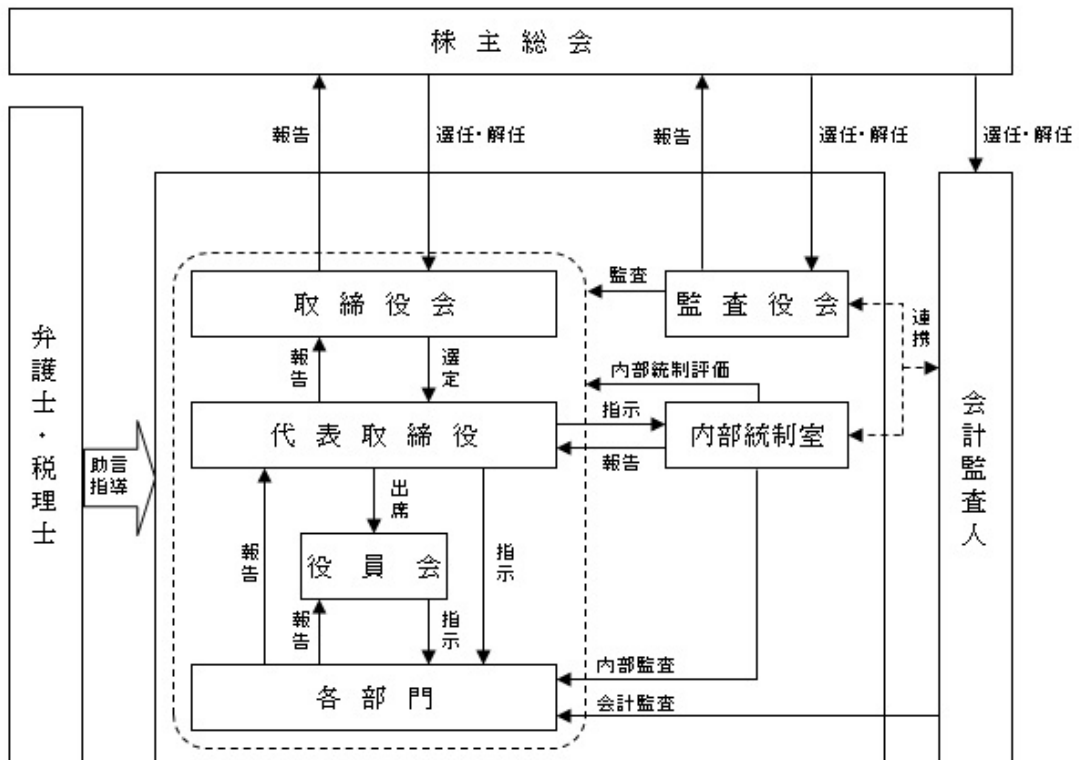 株主総会
報告
選任・解任
報告
選任・解任
選任・解任
弁護士・税理士
助言
指導
取締役会
監査
監査役会
連携
報告
選定
内部統制評価
代表取締役
指示
報告
内部統制室
会計監査人
出席
報告
役員会
指示
報告
指示
各部門
内部監査
会計監査